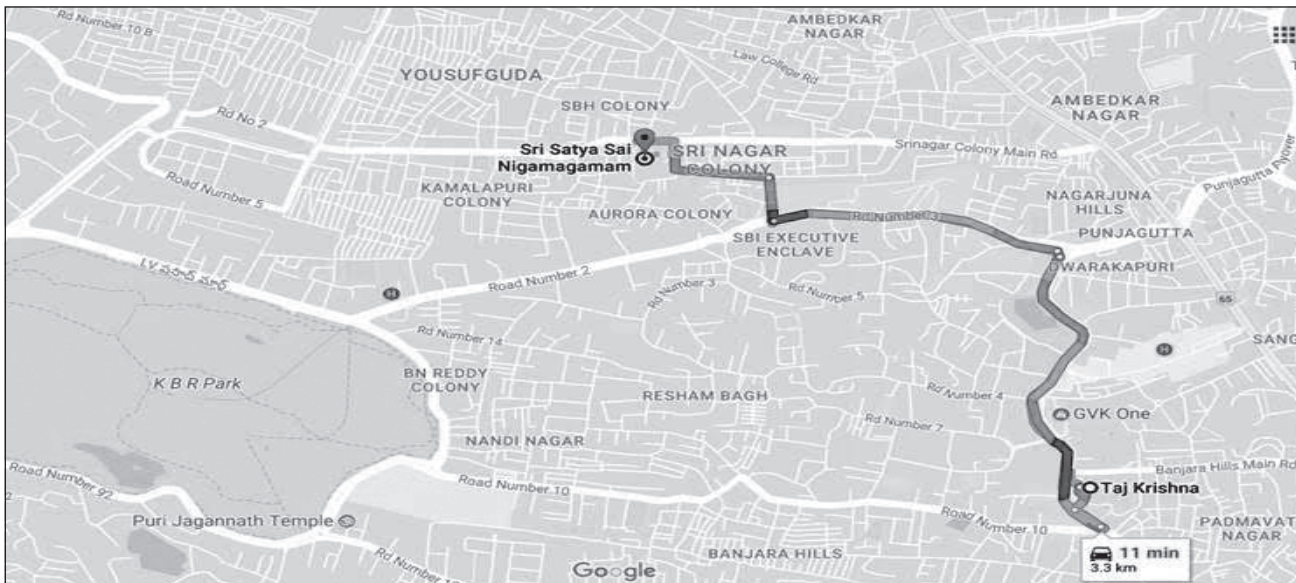 Rd Number 10 B
AMBEDKAR
NAGAR
Law College Rd
YOUSUFGUDA
SBH COLONY
AMBEDKAR
NAGAR
Rd No 2
Sri Satya Sai
Nigamagamam
SRI NAGAR
COLONY
Srinagar Colony Main Rd
Punjagutta Flyover
Road Number 5
KAMALAPURI
COLONY
AURORA COLONY
Rd Number 3
NAGARJUNA
HILLS
PUNJAGUTTA
SBI EXECUTIVE
ENCLAVE
DWARAKAPURI
Road Number 2
Rd Number 3
Rd Number 5
65
H
Rd Number 14
H
SANG
BN REDDY
COLONY
KBR Park
RESHAM BAGH
Rd Number 4
GVK One
Rd Number 7
NANDI NAGAR
Banjara Hills Main Rd
Road Number 92
Road Number 10
Taj Krishna
Puri Jagannath Temple
Road Number 10
PADMAVAT
NAGAR
BANJARA HILLS
11 min
3.3 km
Google